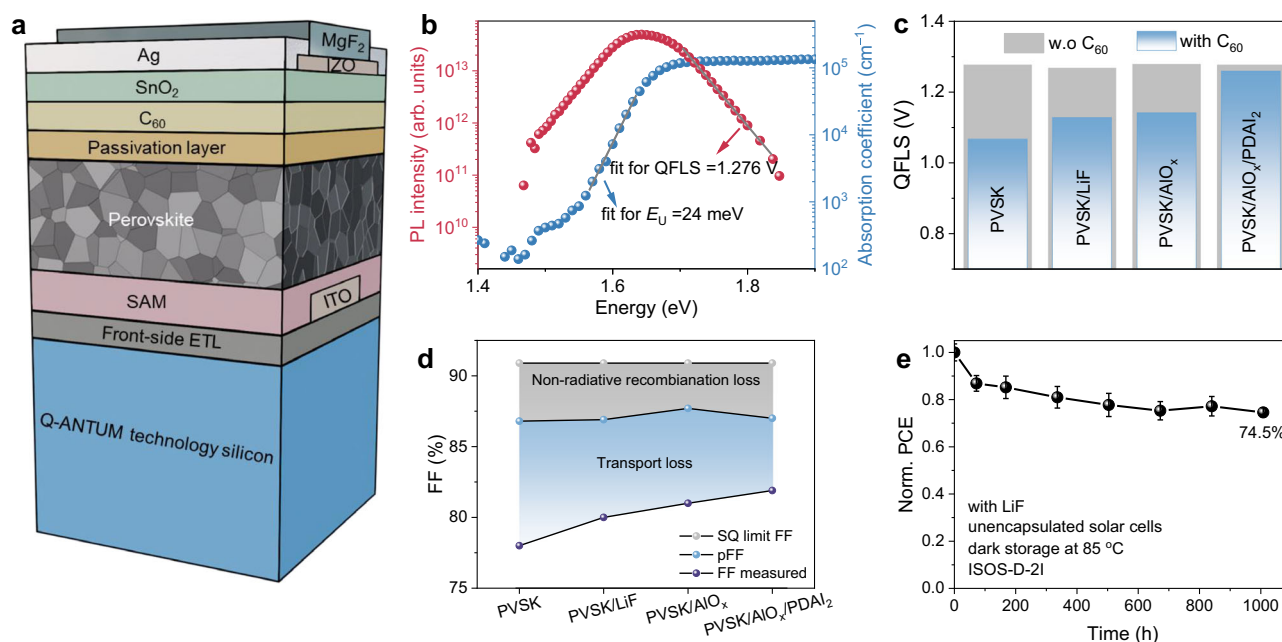 a
MgF2
Ag
ZO
SnO2
C60
Passivation layer
Perovskite
SAM
ITO
Front-side ETL
Q-ANTUM technology silicon
b
PL intensity (arb. units)
10^13
10^12
10^11
10^10
fit for QFLS =1.276 V
fit for EU =24 meV
Absorption coefficient (cm–1)
10^5
10^4
10^3
10^2
1.4
1.6
1.8
Energy (eV)
c
QFLS (V)
1.4
1.2
1.0
0.8
w.o C60
with C60
PVSK
PVSK/LiF
PVSK/AlOx
PVSK/AlOx/PDAI2
d
FF (%)
90
85
80
75
Non-radiative recombianation loss
Transport loss
SQ limit FF
pFF
FF measured
PVSK
PVSK/LiF
PVSK/AlOx
PVSK/AlOx/PDAI2
e
Norm. PCE
1.0
0.8
0.6
0.4
0.2
0.0
74.5%
with LiF
unencapsulated solar cells
dark storage at 85 ºC
ISOS-D-2I
0
200
400
600
800
1000
Time (h)